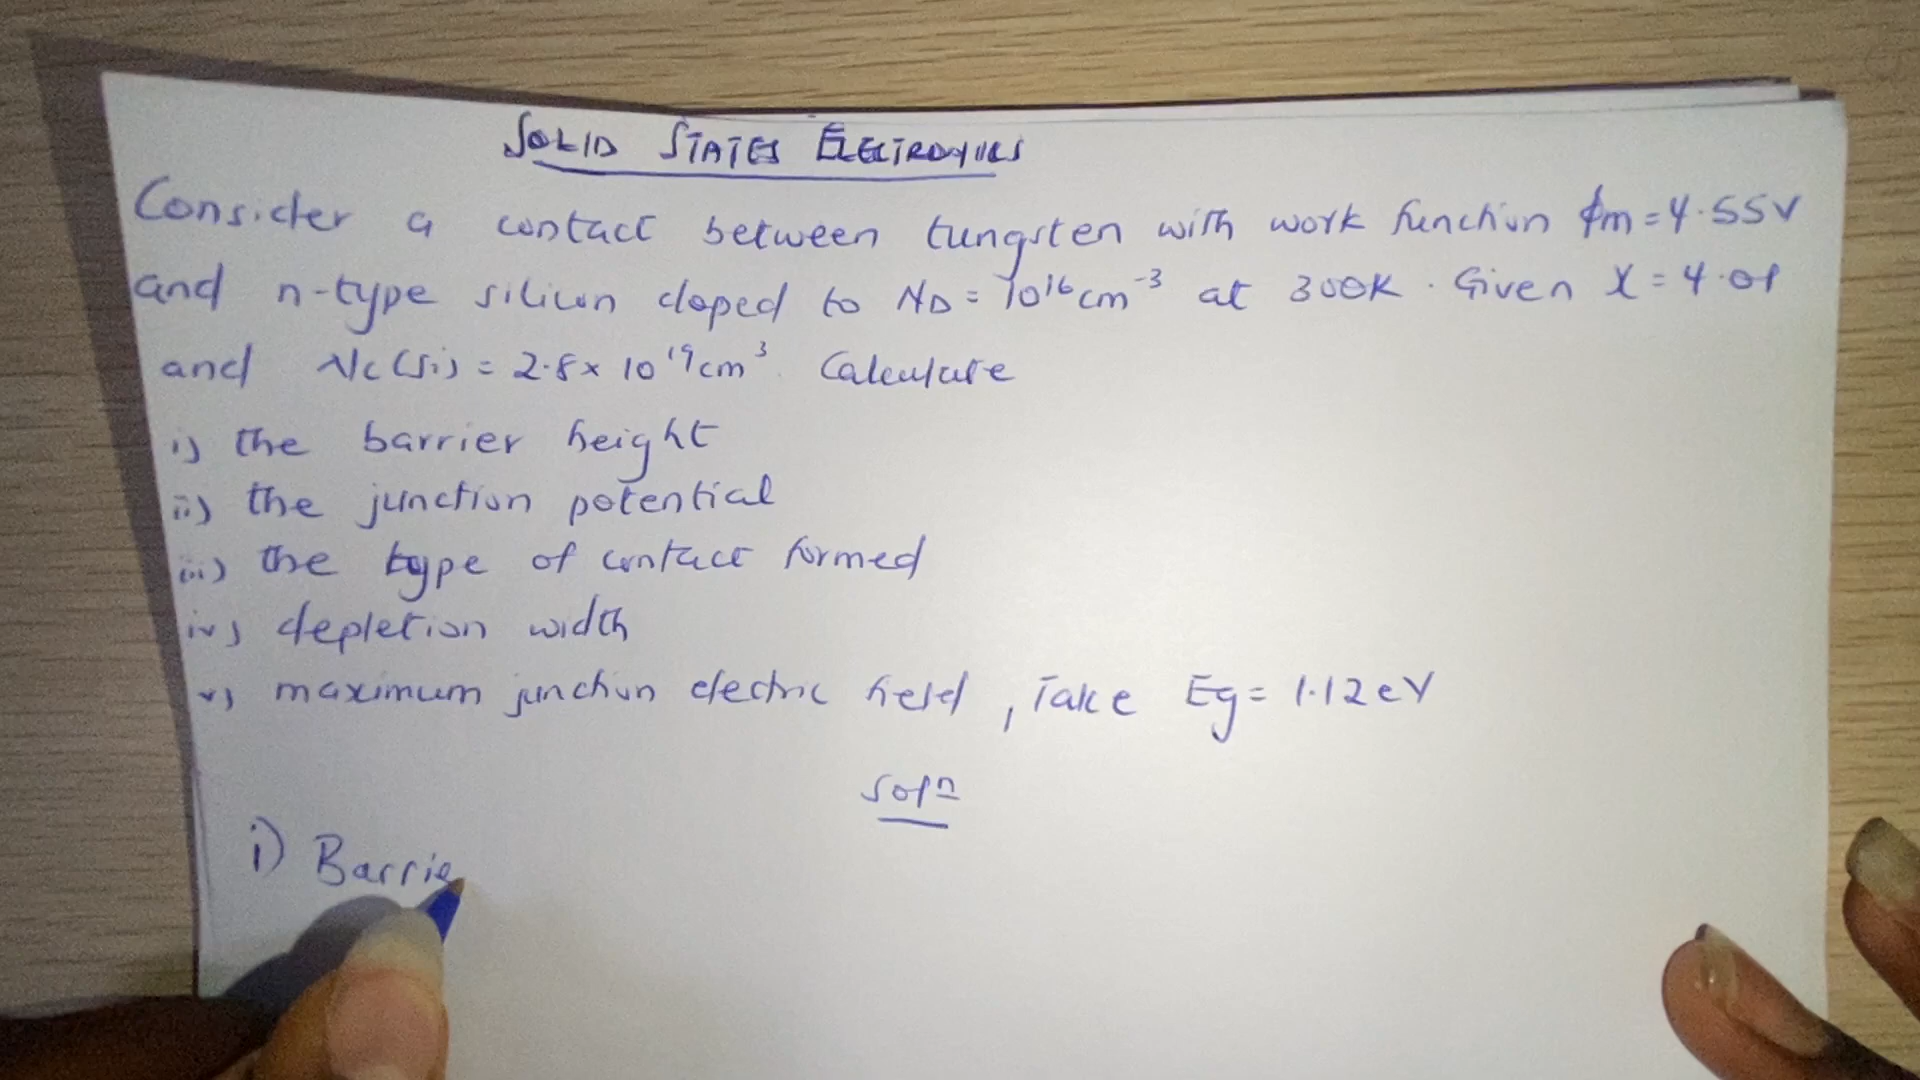 SOLID STATES ELECTRONICS
Consider a contact between tungsten with work function ϕm = 4.55V
and n-type silicon doped to ND = 10¹⁶cm⁻³ at 300K. Given X = 4.01
and Nc(Si) = 2.8 x 10¹⁹cm³. Calculate
i) the barrier height
ii) the junction potential
iii) the type of contact formed
iv) depletion width
v) maximum junction electric field, Take Eg = 1.12eV
Solⁿ
i) Barrie